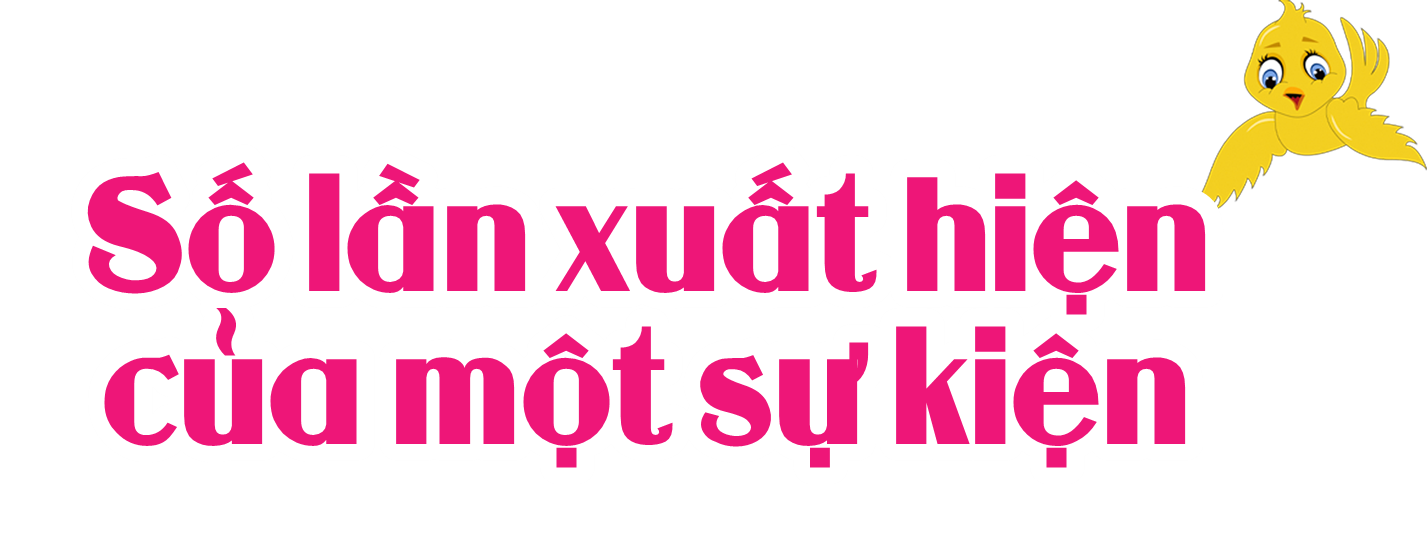 Số lần xuất hiện
của một sự kiện